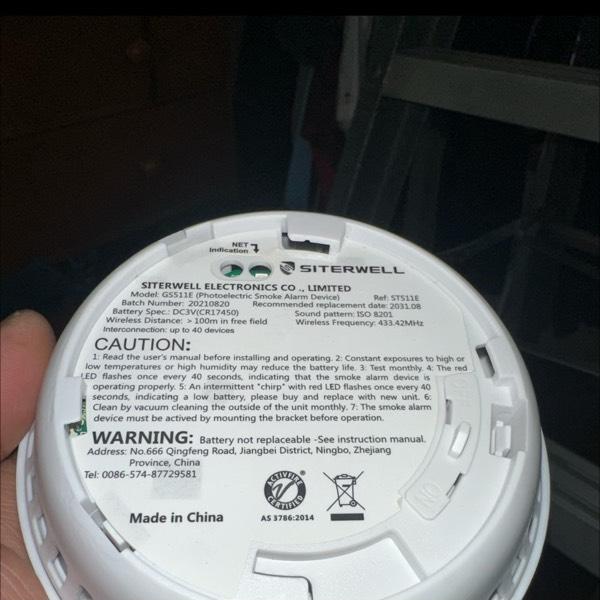 NET
Indication
SITERWELL
SITERWELL ELECTRONICS CO ., LIMITED
Model: GS511E (Photoelectric Smoke Alarm Device) Ref: ST511E
Batch Number: 20210820 Recommended replacement date: 2031.08
Battery Spec.: DC3V(CR17450) Sound pattern: ISO 8201
Wireless Distance: > 100m in free field Wireless Frequency: 433.42MHz
Interconnection: up to 40 devices
CAUTION:
1: Read the user's manual before installing and operating. 2: Constant exposures to high or
low temperatures or high humidity may reduce the battery life. 3: Test monthly. 4: The red
LED flashes once every 40 seconds, indicating that the smoke alarm device is
operating properly. 5: An intermittent "chirp" with red LED flashes once every 40
seconds, indicating a low battery, please buy and replace with new unit. 6:
Clean by vacuum cleaning the outside of the unit monthly. 7: The smoke alarm
device must be actived by mounting the bracket before operation.
WARNING: Battery not replaceable -See instruction manual.
Address: No.666 Qingfeng Road, Jiangbei District, Ningbo, Zhejiang
Province, China
Tel: 0086-574-87729581
ACTIVFIRE
CERTIFIED
AS 3786:2014
Made in China
NO